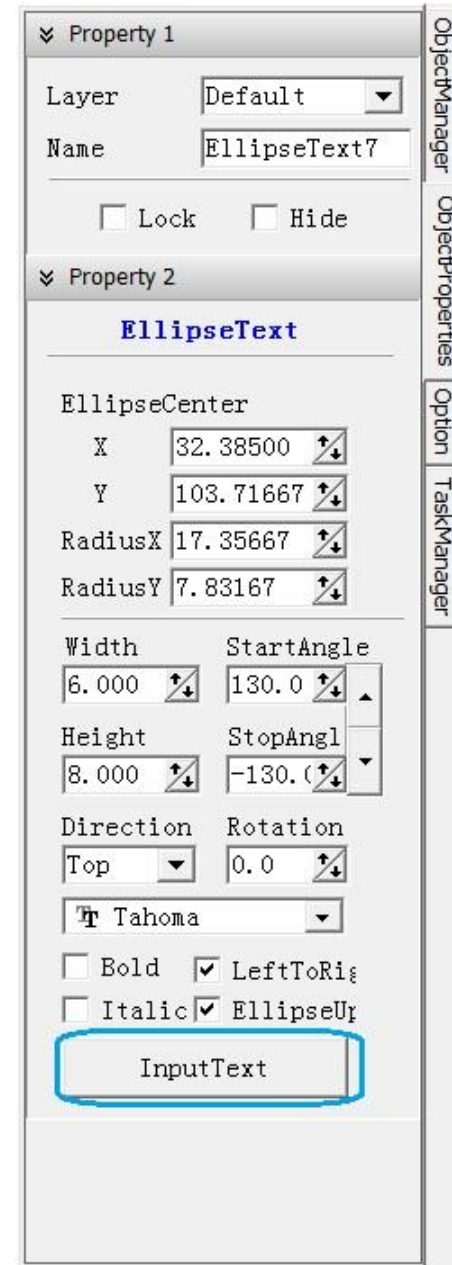 Property 1
Layer Default
Name EllipseText7
Lock Hide
Property 2
EllipseText
EllipseCenter
X 32.38500
Y 103.71667
RadiusX 17.35667
RadiusY 7.83167
Width StartAngle
6.000 130.0
Height StopAngl
8.000 -130.(
Direction Rotation
Top 0.0
Tahoma
Bold LeftToRig
Italic EllipseUp
InputText
ObjectManager
ObjectProperties
Option
TaskManager